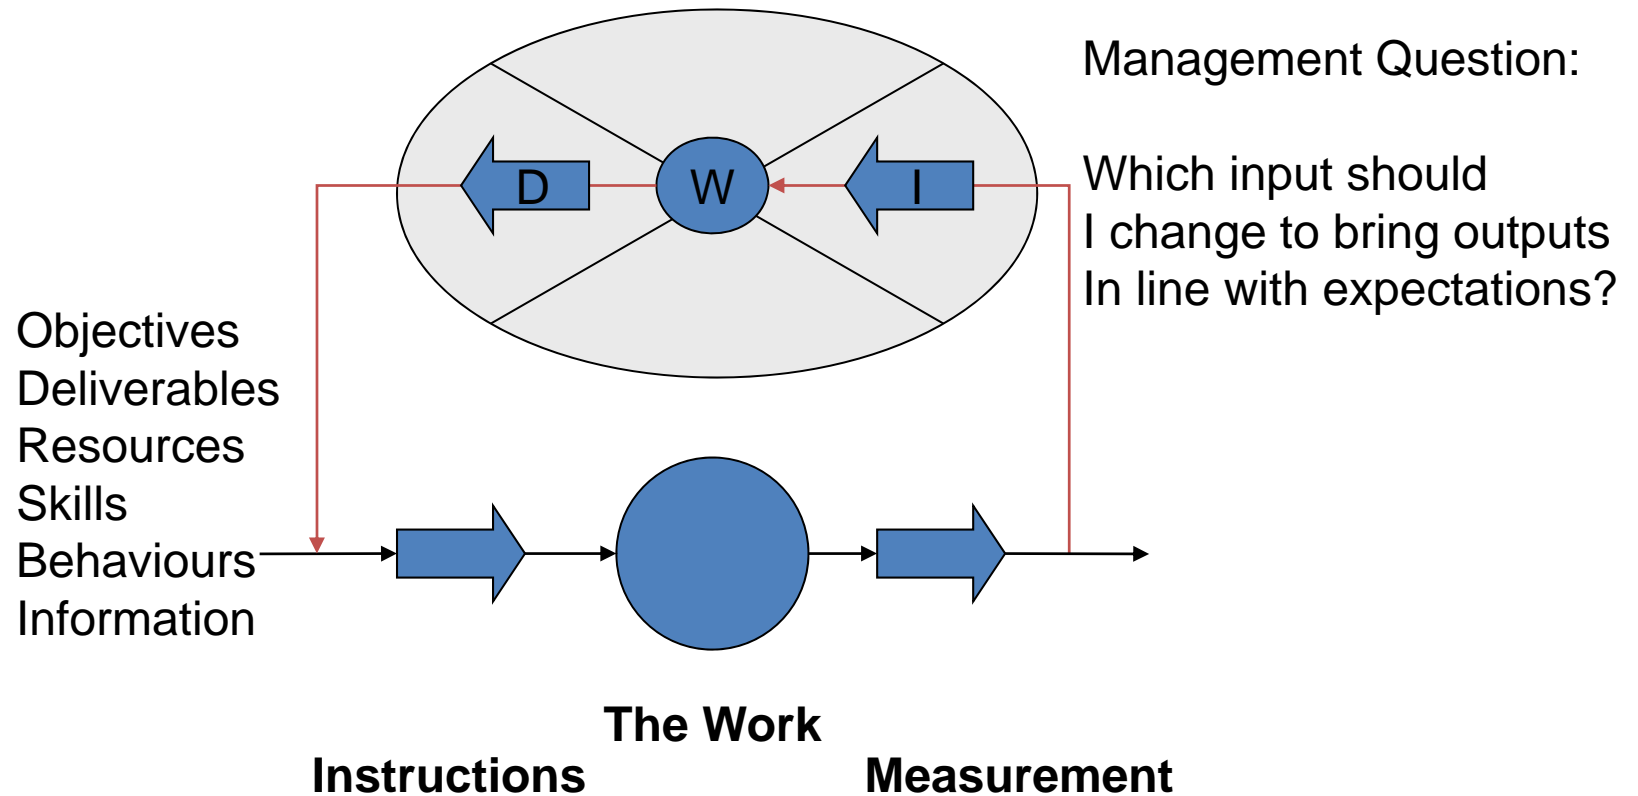 Management Question:
Which input should
I change to bring outputs
In line with expectations?
D
W
I
Objectives
Deliverables
Resources
Skills
Behaviours
Information
The Work
Instructions
Measurement